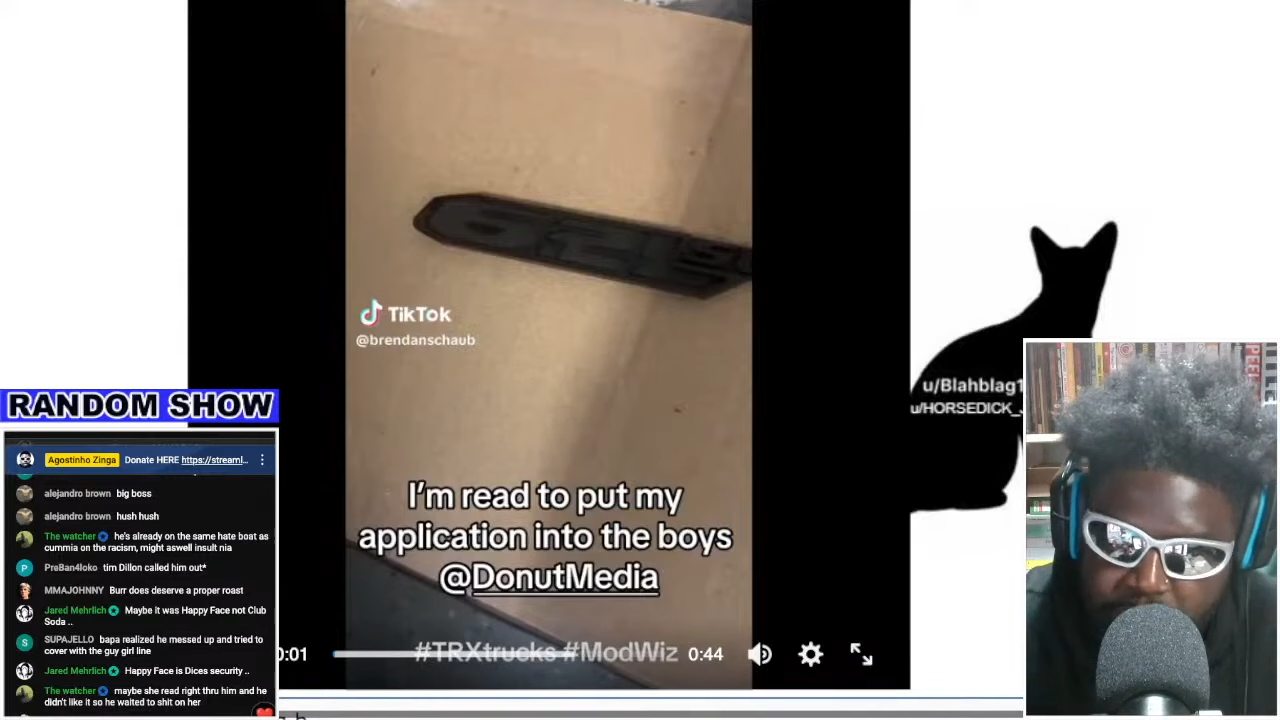 TikTok
@brendanschaub
I'm read to put my
application into the boys
@DonutMedia
#TRXtrucks #ModWiz
0:01
0:44
u/Blahblag1
u/HORSEDICK_
RANDOM SHOW
Agostinho Zinga Donate HERE https://streaml...
alejandro brown big boss
alejandro brown hush hush
The watcher he's already on the same hate boat as
cummia on the racism, might aswell insult nia
PreBan4loko tim Dillon called him out*
MMAJOHNNY Burr does deserve a proper roast
Jared Mehrlich Maybe it was Happy Face not Club
Soda ..
SUPAJELLO bapa realized he messed up and tried to
cover with the guy girl line
Jared Mehrlich Happy Face is Dices security ..
The watcher maybe she read right thru him and he
didn't like it so he waited to shit on her